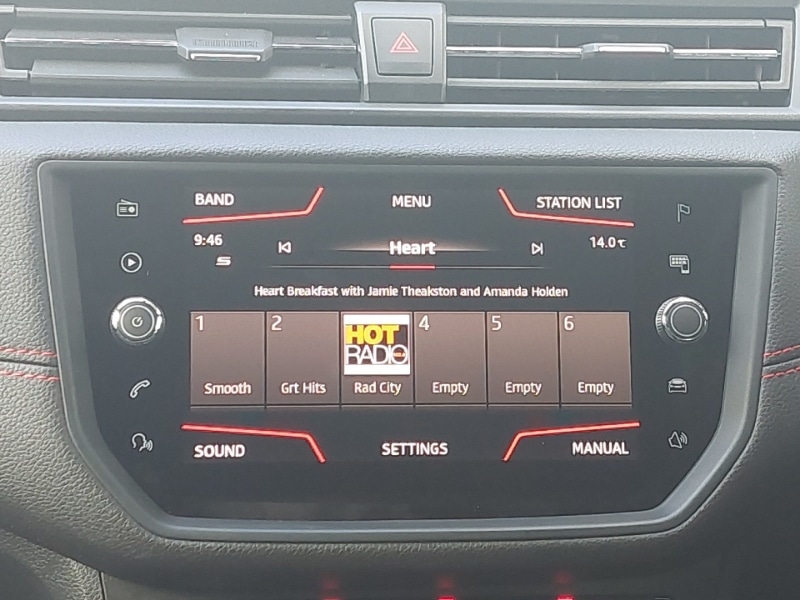 BAND MENU STATION LIST
9:46 Heart 14.0°C
S
Heart Breakfast with Jamie Theakston and Amanda Holden
1 2 HOT RADIO 4 5 6
Smooth Grt Hits Rad City Empty Empty Empty
SOUND SETTINGS MANUAL